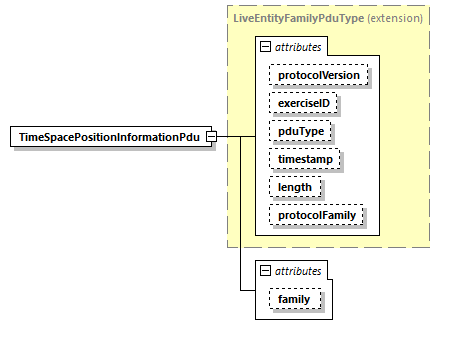 LiveEntityFamilyPduType (extension)
attributes
protocolVersion
exerciseID
pduType
TimeSpacePositionInformationPdu
timestamp
length
protocolFamily
attributes
family